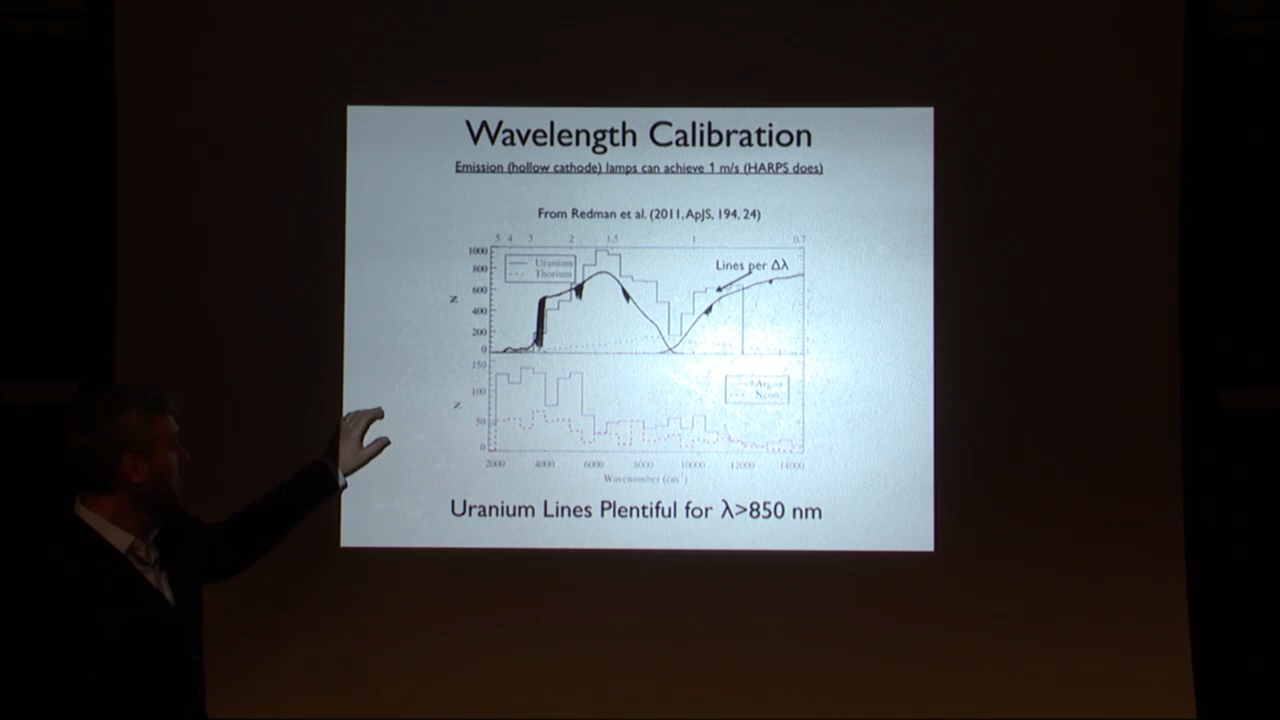 Wavelength Calibration
Emission (hollow cathode) lamps can achieve 1 m/s (HARPS does)
From Redman et al. (2011, ApJS, 194, 24)
5 4 3 2 1.5 1 0.7
1000
800
600
400
200
0
N
Uranium
Thorium
Lines per Δλ
150
100
50
0
N
Argon
Neon
2000 4000 6000 8000 10000 12000 14000
Wavenumber (cm⁻¹)
Uranium Lines Plentiful for λ>850 nm